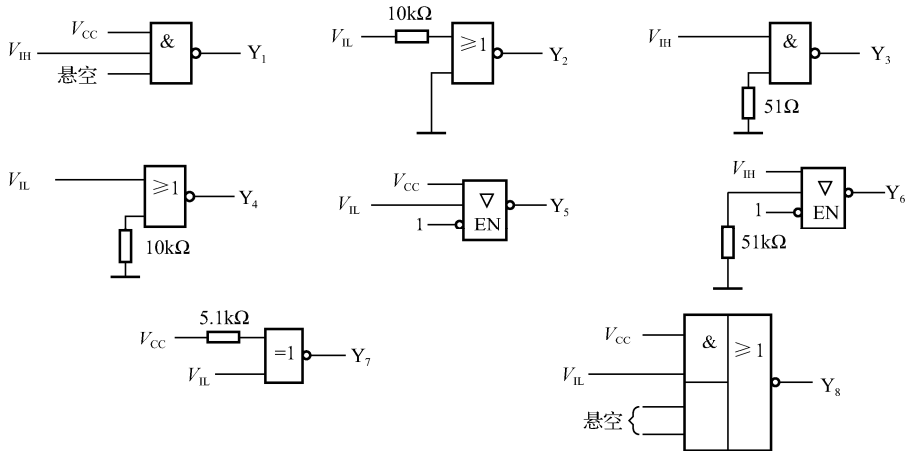 V_CC
V_IH
悬空
&
Y_1
10kΩ
V_IL
≥1
Y_2
V_IH
&
51Ω
Y_3
V_IL
≥1
10kΩ
Y_4
V_CC
V_IL
1
▽
EN
Y_5
V_IH
1
▽
EN
51kΩ
Y_6
5.1kΩ
V_CC
V_IL
=1
Y_7
V_CC
V_IL
悬空
&
≥1
Y_8